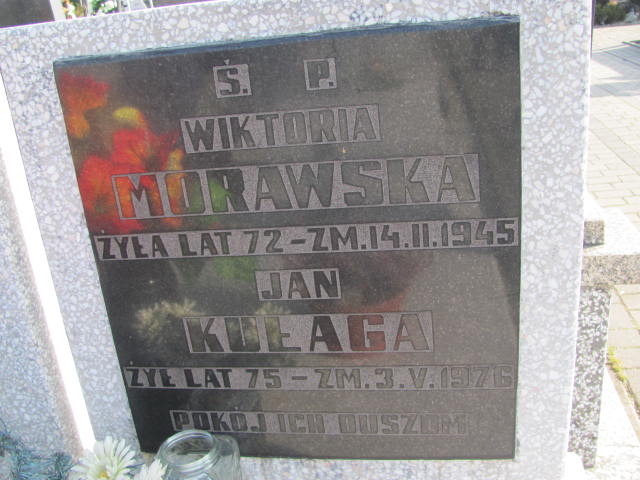 Ś. P.
WIKTORIA
MORAWSKA
ŻYŁA LAT 72 – ZM. 14. II. 1945
JAN
KUŁAGA
ŻYŁ LAT 75 – ZM. 3. V. 1976
POKÓJ ICH DUSZOM